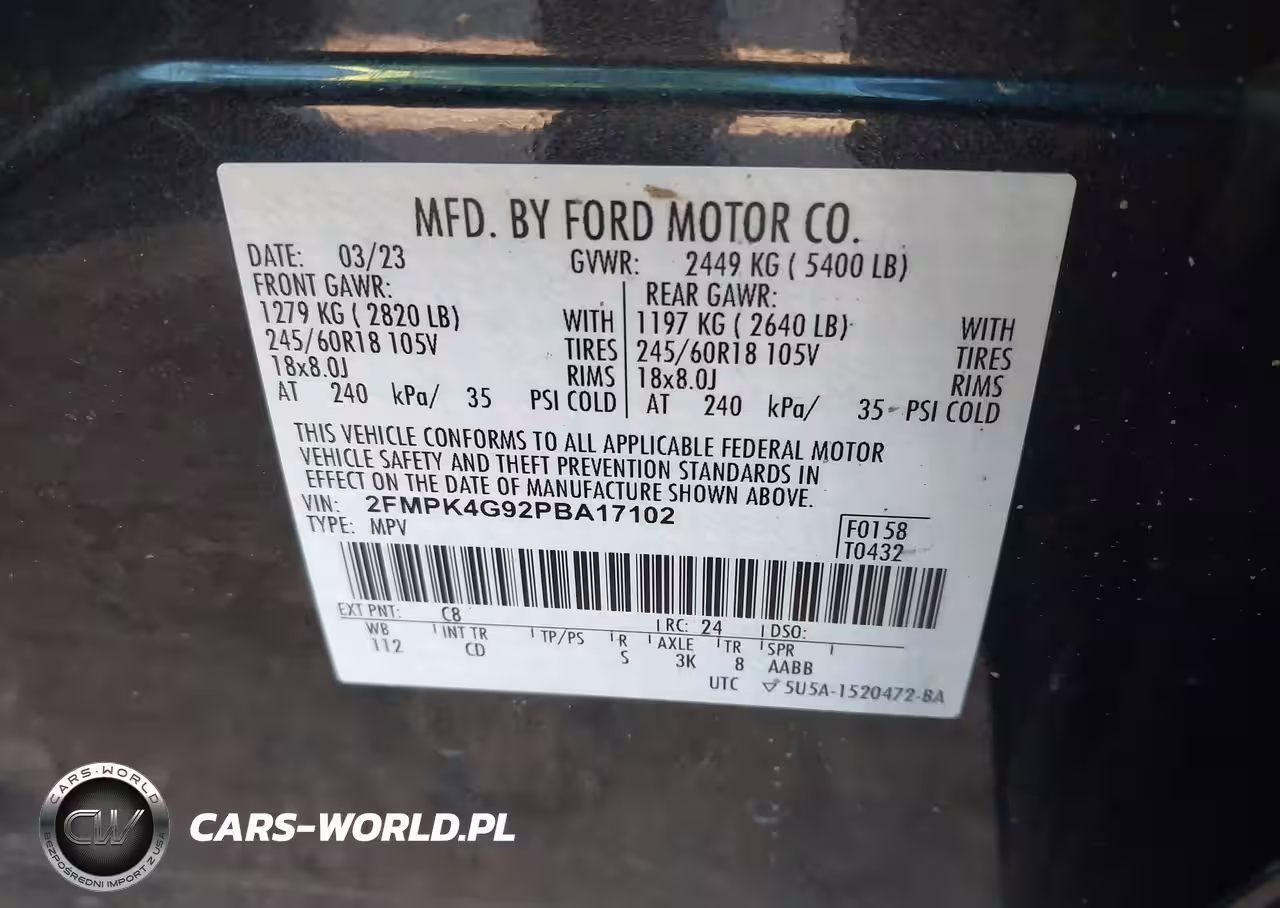 MFD. BY FORD MOTOR CO.
DATE: 03/23 GVWR: 2449 KG ( 5400 LB)
FRONT GAWR: REAR GAWR:
1279 KG ( 2820 LB) WITH 1197 KG ( 2640 LB) WITH
245/60R18 105V TIRES 245/60R18 105V TIRES
18x8.0J RIMS 18x8.0J RIMS
AT 240 kPa/ 35 PSI COLD AT 240 kPa/ 35 PSI COLD
THIS VEHICLE CONFORMS TO ALL APPLICABLE FEDERAL MOTOR
VEHICLE SAFETY AND THEFT PREVENTION STANDARDS IN
EFFECT ON THE DATE OF MANUFACTURE SHOWN ABOVE.
VIN: 2FMPK4G92PBA17102
TYPE: MPV
F0158
T0432
EXT PNT: C8 RC: 24 DSO:
WB INT TR TP/PS R AXLE TR SPR
112 CD S 3K 8 AABB
UTC 5U5A-1520472-BA
CARS-WORLD
CW
BEZPOŚREDNI IMPORT Z USA
CARS-WORLD.PL